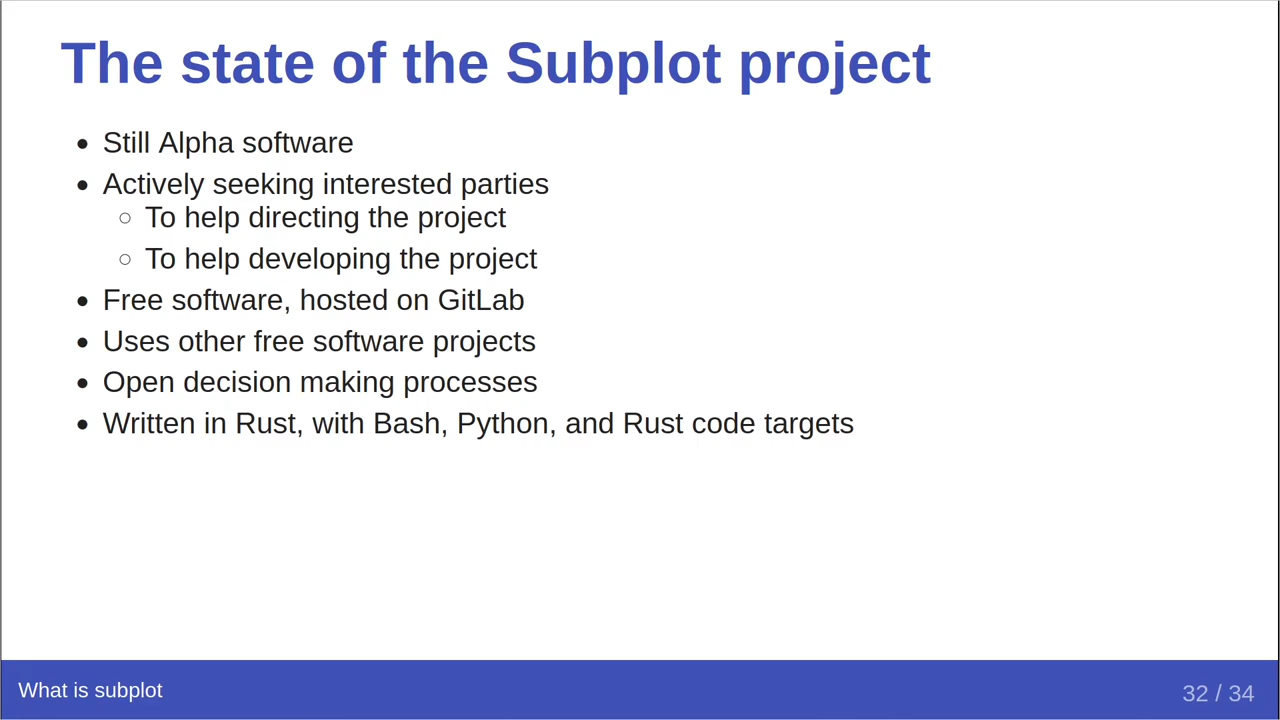 The state of the Subplot project
• Still Alpha software
• Actively seeking interested parties
○ To help directing the project
○ To help developing the project
• Free software, hosted on GitLab
• Uses other free software projects
• Open decision making processes
• Written in Rust, with Bash, Python, and Rust code targets
What is subplot
32 / 34